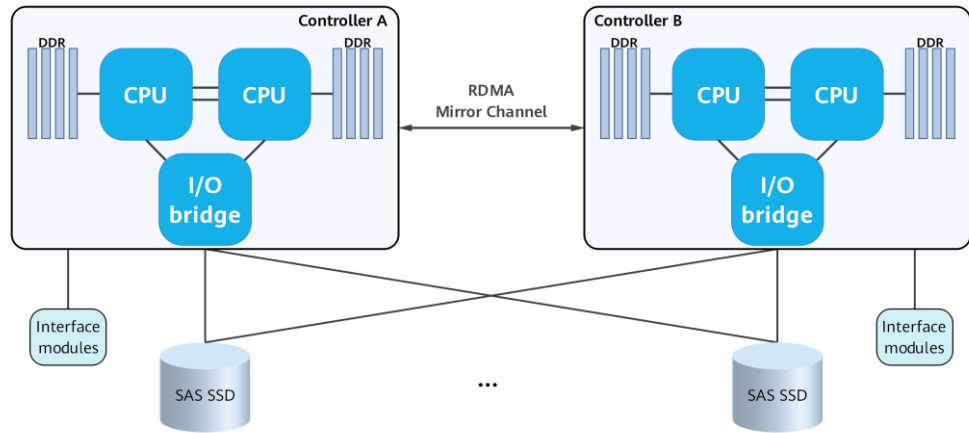 Controller A
DDR
DDR
CPU
CPU
I/O
bridge
RDMA
Mirror Channel
Controller B
DDR
DDR
CPU
CPU
I/O
bridge
Interface
modules
Interface
modules
SAS SSD
...
SAS SSD